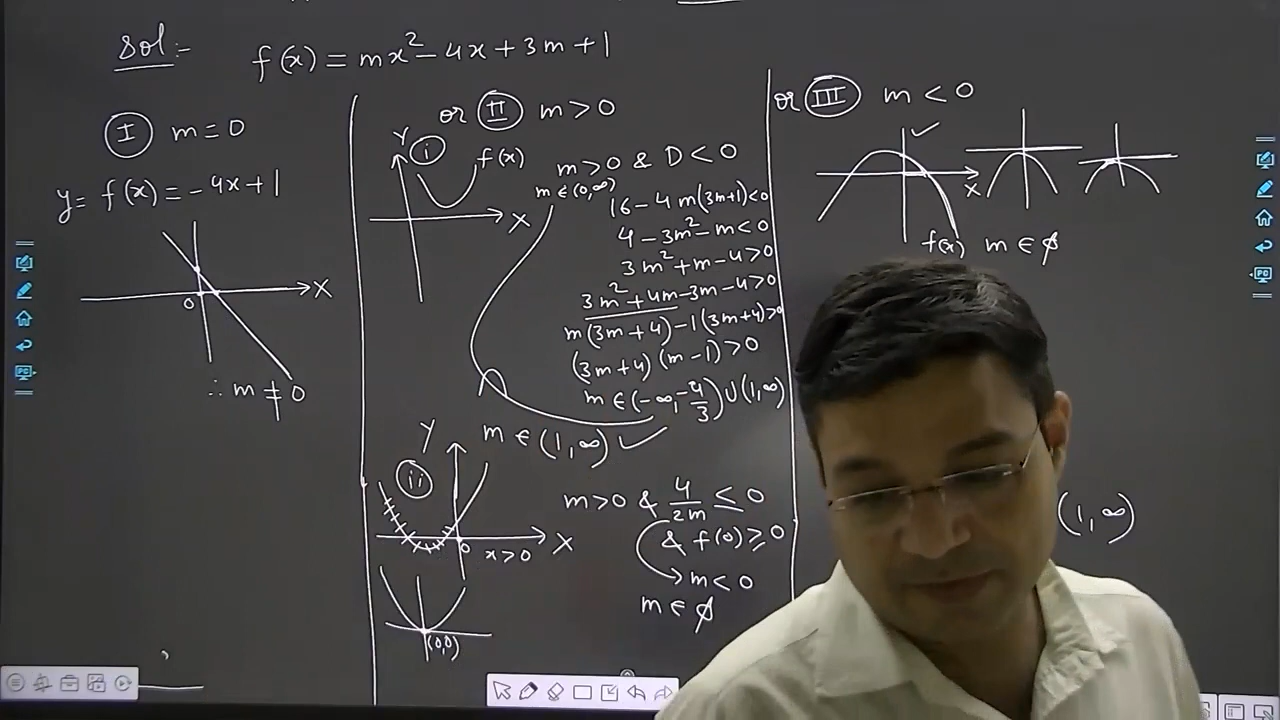 Sol:-
f(x) = mx² - 4x + 3m + 1
I m = 0
y = f(x) = -4x + 1
X
0
∴ m ≠ 0
or II m > 0
Y
i
f(x)
X
m > 0 & D < 0
m ∈ (0, ∞)
16 - 4m(3m+1) < 0
4 - 3m² - m < 0
3m² + m - 4 > 0
3m² + 4m - 3m - 4 > 0
m(3m+4) - 1(3m+4) > 0
(3m+4)(m-1) > 0
m ∈ (-∞, -4/3) ∪ (1, ∞)
m ∈ (1, ∞) ✓
Y
ii
0
x > 0
X
(0,0)
m > 0 & 4/2m ≤ 0
& f(0) ≥ 0
→ m < 0
m ∈ ϕ
or III m < 0
✓
X
f(x)
m ∈ ϕ
(1, ∞)
PC
PC